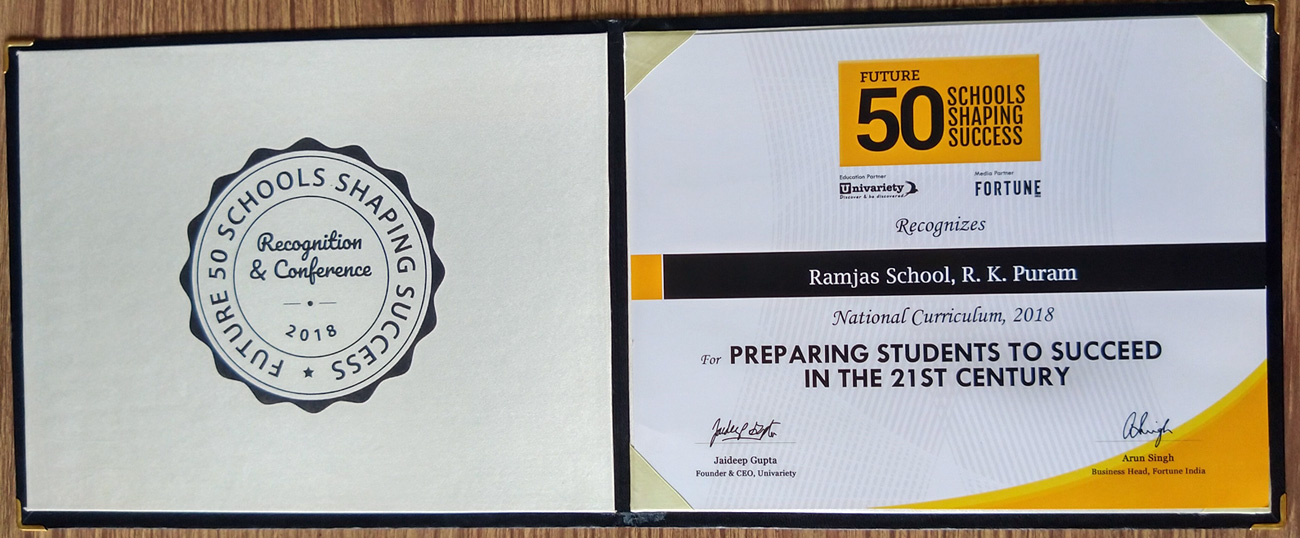 FUTURE 50 SCHOOLS SHAPING SUCCESS
Recognition
& Conference
2018
FUTURE
50
SCHOOLS
SHAPING
SUCCESS
Education Partner
Univariety
Discover & be discovered
Media Partner
FORTUNE
Recognizes
Ramjas School, R. K. Puram
National Curriculum, 2018
For PREPARING STUDENTS TO SUCCEED
IN THE 21ST CENTURY
Jaideep Gupta
Founder & CEO, Univariety
Arun Singh
Business Head, Fortune India